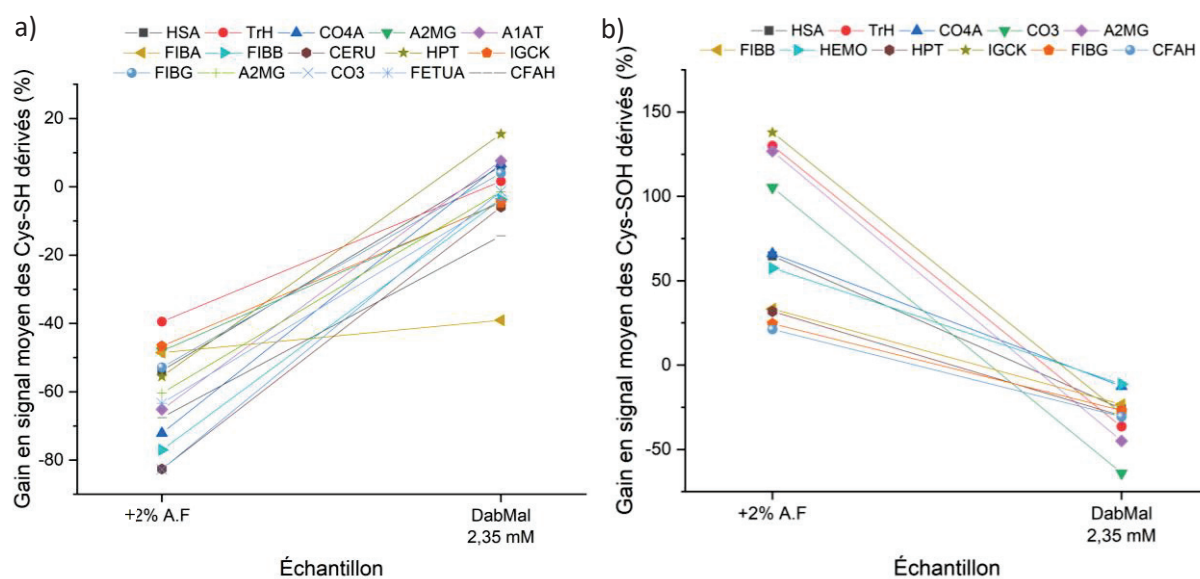 a)
HSA TrH CO4A A2MG A1AT
FIBA FIBB CERU HPT IGCK
FIBG A2MG CO3 FETUA CFAH
Gain en signal moyen des Cys-SH dérivés (%)
20
0
-20
-40
-60
-80
+2% A.F
DabMal
2,35 mM
Échantillon
b)
HSA TrH CO4A CO3 A2MG
FIBB HEMO HPT IGCK FIBG CFAH
Gain en signal moyen des Cys-SOH dérivés (%)
150
100
50
0
-50
+2% A.F
DabMal
2,35 mM
Échantillon